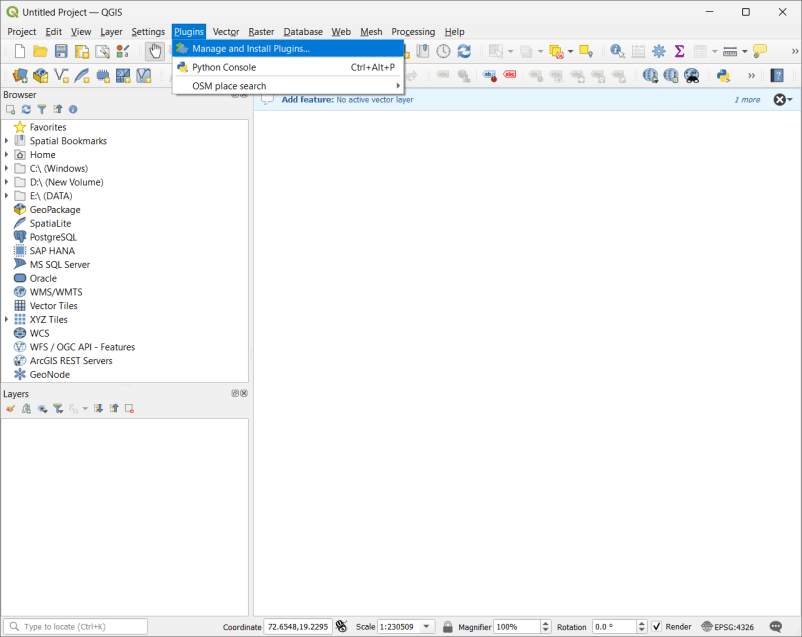 Untitled Project — QGIS
Project Edit View Layer Settings Plugins Vector Raster Database Web Mesh Processing Help
Manage and Install Plugins...
Python Console Ctrl+Alt+P
OSM place search
Browser
Add feature: No active vector layer 1 more
Favorites
Spatial Bookmarks
Home
C:\ (Windows)
D:\ (New Volume)
E:\ (DATA)
GeoPackage
SpatiaLite
PostgreSQL
SAP HANA
MS SQL Server
Oracle
WMS/WMTS
Vector Tiles
XYZ Tiles
WCS
WFS / OGC API - Features
ArcGIS REST Servers
GeoNode
Layers
Type to locate (Ctrl+K) Coordinate 72.6548,19.2295 Scale 1:230509 Magnifier 100% Rotation 0.0 ° Render EPSG:4326